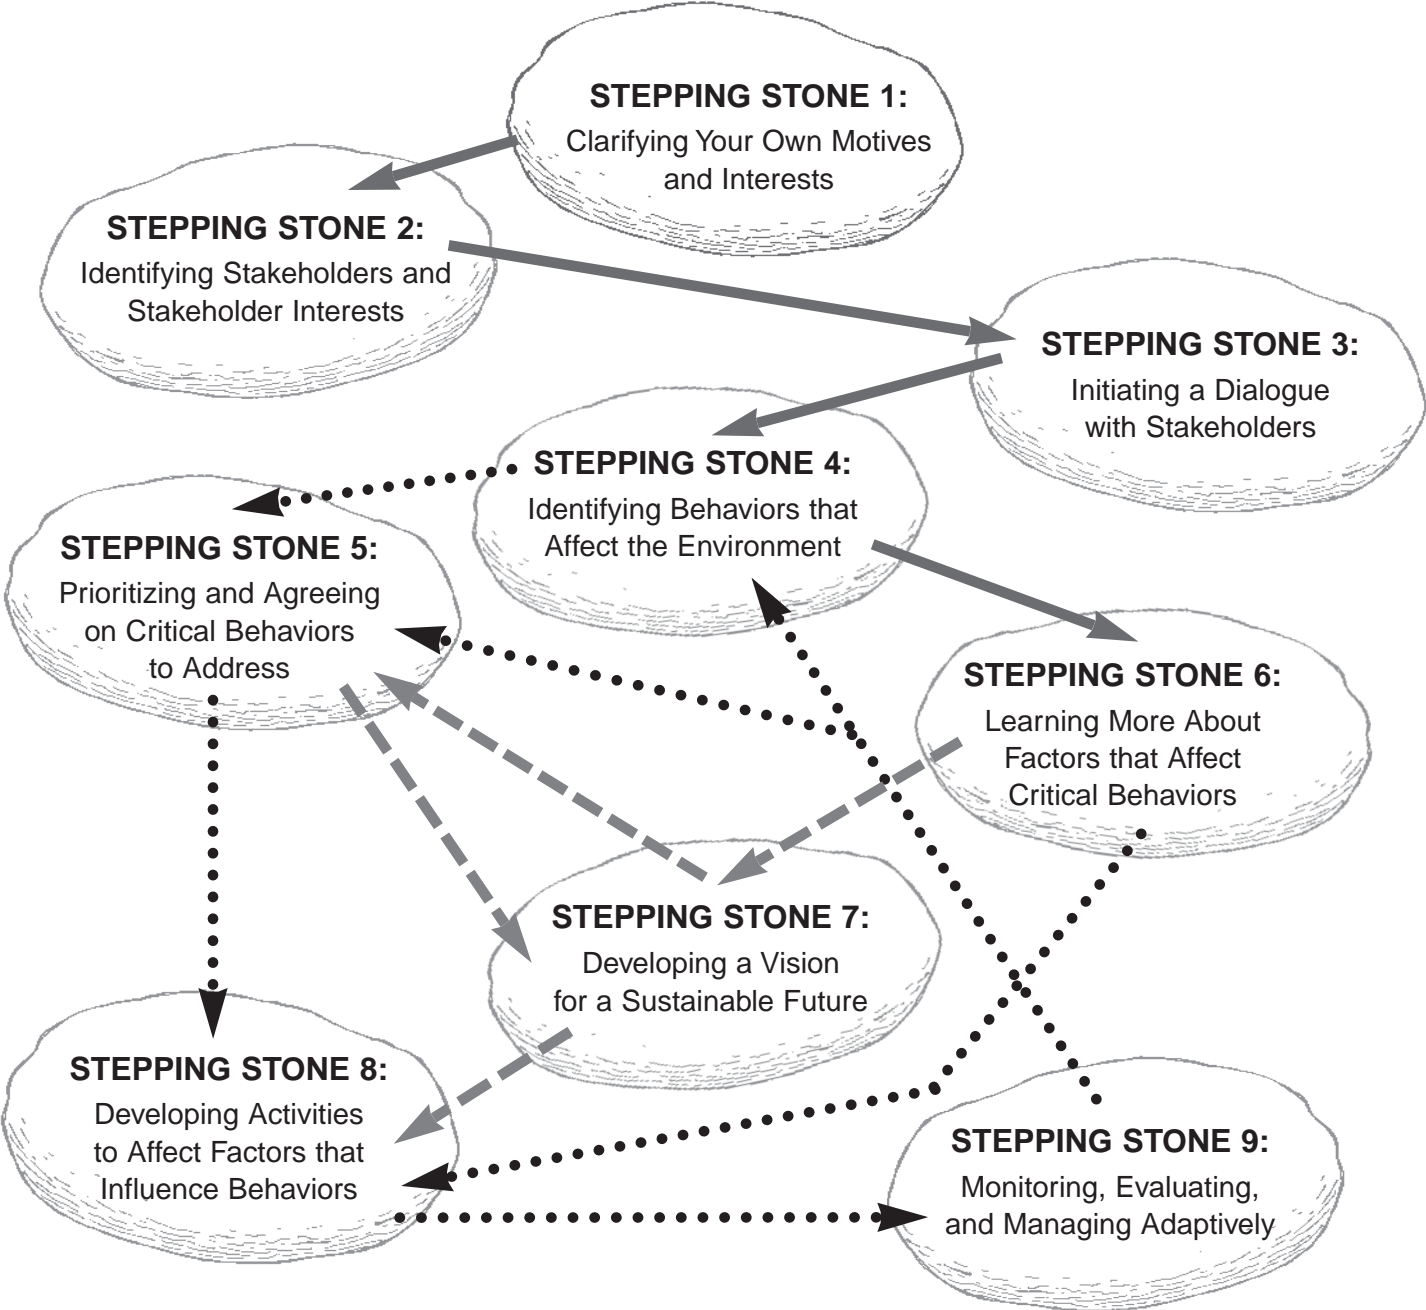 STEPPING STONE 1:
Clarifying Your Own Motives
and Interests
STEPPING STONE 2:
Identifying Stakeholders and
Stakeholder Interests
STEPPING STONE 3:
Initiating a Dialogue
with Stakeholders
STEPPING STONE 4:
Identifying Behaviors that
Affect the Environment
STEPPING STONE 5:
Prioritizing and Agreeing
on Critical Behaviors
to Address
STEPPING STONE 6:
Learning More About
Factors that Affect
Critical Behaviors
STEPPING STONE 7:
Developing a Vision
for a Sustainable Future
STEPPING STONE 8:
Developing Activities
to Affect Factors that
Influence Behaviors
STEPPING STONE 9:
Monitoring, Evaluating,
and Managing Adaptively